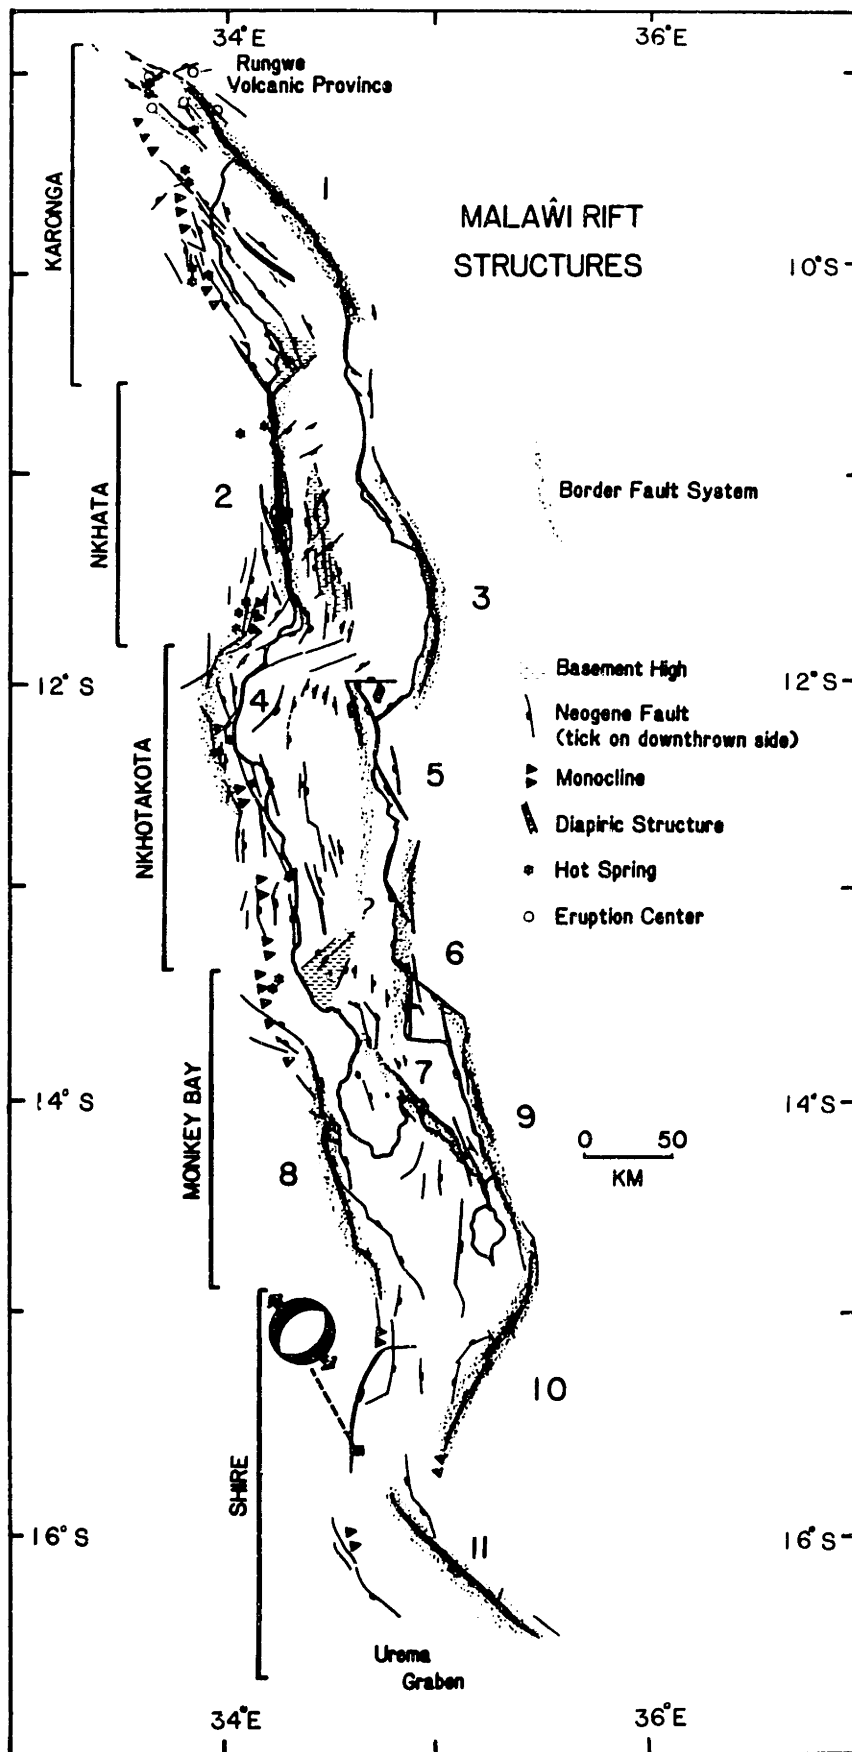 34°E
36°E
Rungwe
Volcanic Province
KARONGA
1
MALAŴI RIFT
STRUCTURES
10°S
NKHATA
2
Border Fault System
3
12°S
4
Basement High
12°S
Neogene Fault
(tick on downthrown side)
5
Monocline
NKHOTAKOTA
Diapiric Structure
Hot Spring
?
Eruption Center
6
7
14°S
MONKEY BAY
9
14°S
0 50
KM
8
10
SHIRE
16°S
11
16°S
Urema
Graben
34°E
36°E